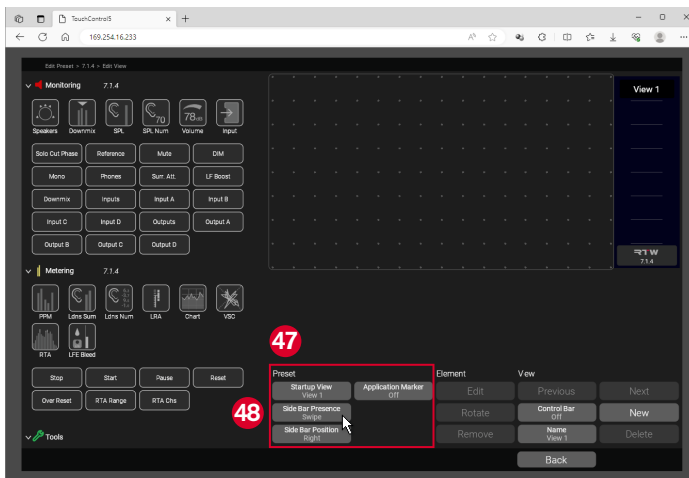 TouchControl5
169.254.16.233
Edit Preset > 7.1.4 > Edit View
Monitoring 7.1.4
View 1
70
78dB
Speakers Downmix SPL SPL Num Volume Input
Solo Cut Phase Reference Mute DIM
Mono Phones Surr. Att. LF Boost
Downmix Inputs Input A Input B
Input C Input D Outputs Output A
Output B Output C Output D
RTW
7.1.4
Metering 7.1.4
PPM Ldns Sum Ldns Num LRA Chart VSC
RTA LFE Bleed
47
Stop Start Pause Reset
Over Reset RTA Range RTA Chs
Tools
48
Preset
Startup View
View 1
Application Marker
Off
Side Bar Presence
Swipe
Side Bar Position
Right
Element
Edit
Rotate
Remove
View
Previous Next
Control Bar
Off
New
Name
View 1
Delete
Back